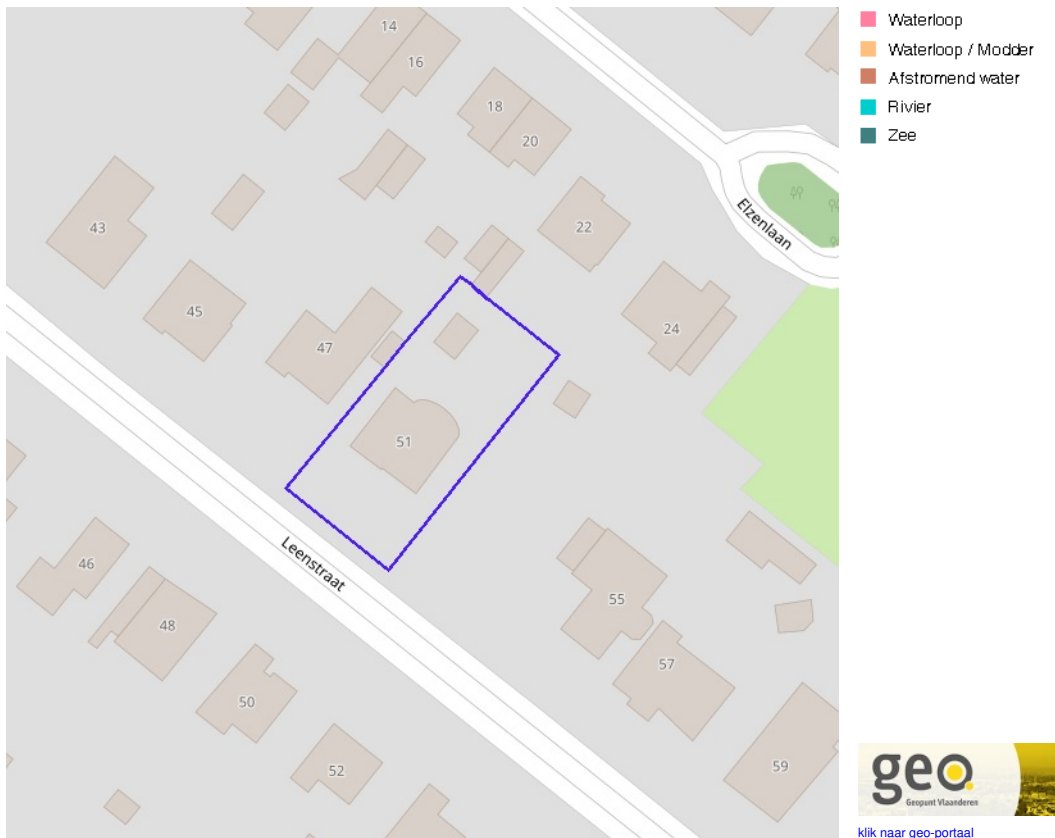 14
16
18
20
22
24
43
45
47
51
Elzenlaan
Leenstraat
46
48
50
52
55
57
59
Waterloop
Waterloop / Modder
Afstromend water
Rivier
Zee
geo.
Geopunt Vlaanderen
klik naar geo-portaal